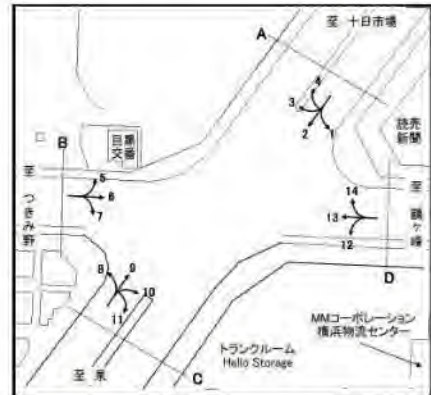 至 十日市場
A
4
3
2
1
読売
新聞
目黒
交番
B
至
つきみ野
5
6
7
14
13
12
至
鶴ヶ峰
D
8
9
10
11
MMコーポレーション
横浜物流センター
トランクルーム
Hello Storage
至 泉
C